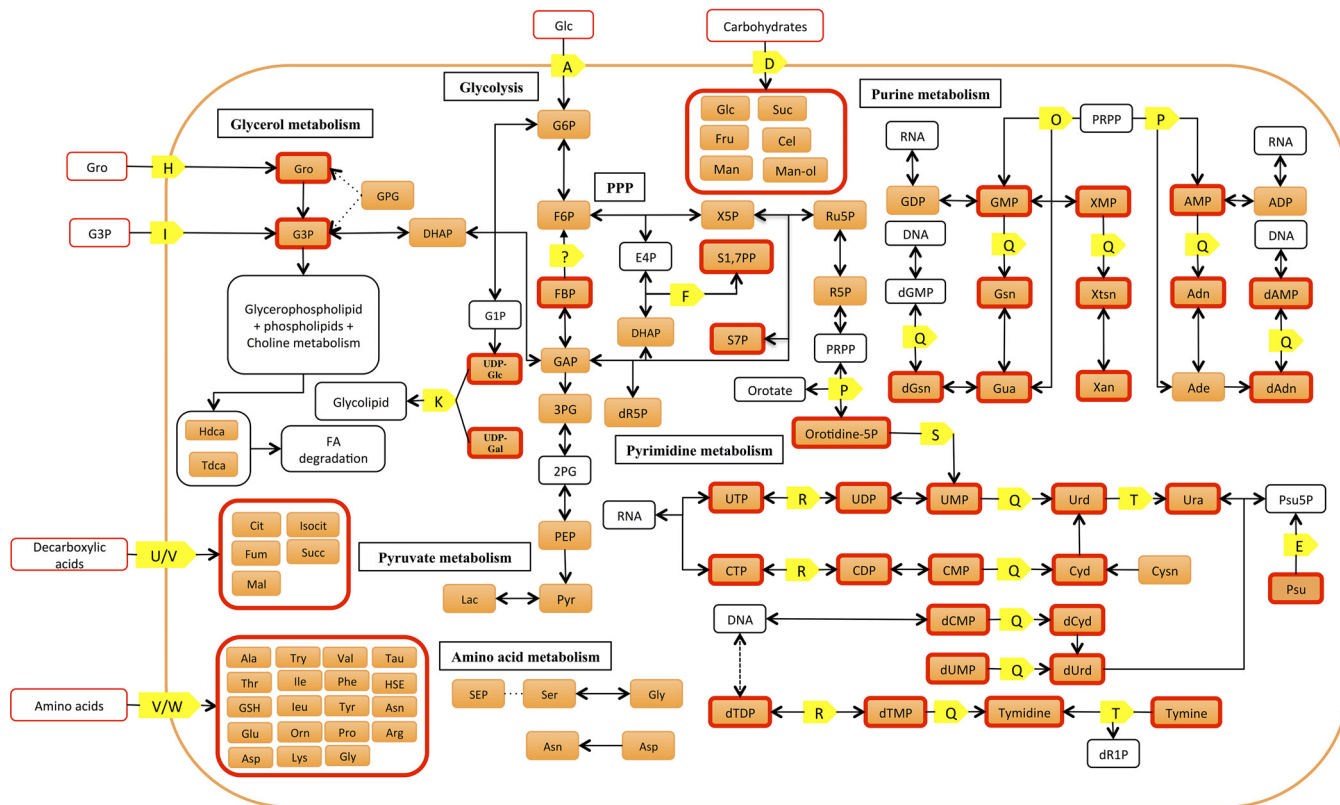 Glc
Carbohydrates
A
D
Glycolysis
Purine metabolism
Glycerol metabolism
Glc
Suc
Fru
Cel
Man
Man-ol
G6P
O
PRPP
P
RNA
RNA
Gro
H
Gro
GPG
PPP
GDP
GMP
XMP
AMP
ADP
G3P
I
G3P
DHAP
F6P
X5P
Ru5P
DNA
DNA
?
E4P
S1,7PP
Q
Q
Q
FBP
F
R5P
dGMP
Gsn
Xtsn
Adn
dAMP
Glycerophospholipid
+ phospholipids +
Choline metabolism
G1P
DHAP
S7P
PRPP
Q
Q
UDP-
Glc
GAP
Orotate
P
dGsn
Gua
Xan
Ade
dAdn
Glycolipid
K
3PG
dR5P
Hdca
Tdca
FA
degradation
UDP-
Gal
Orotidine-5P
S
Pyrimidine metabolism
2PG
UTP
R
UDP
UMP
Q
Urd
T
Ura
Psu5P
RNA
Cit
Isocit
Decarboxylic
acids
U/V
Fum
Succ
Mal
Pyruvate metabolism
PEP
E
CTP
R
CDP
CMP
Q
Cyd
Cysn
Psu
Lac
Pyr
DNA
dCMP
Q
dCyd
Amino acid metabolism
dUMP
Q
dUrd
Ala
Try
Val
Tau
Thr
Ile
Phe
HSE
Amino acids
V/W
GSH
leu
Tyr
Asn
Glu
Orn
Pro
Arg
Asp
Lys
Gly
SEP
Ser
Gly
dTDP
R
dTMP
Q
Tymidine
T
Tymine
Asn
Asp
dR1P